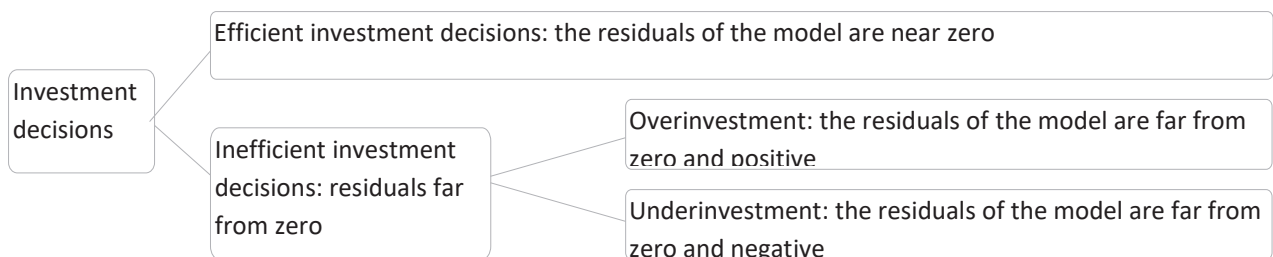 Efficient investment decisions: the residuals of the model are near zero
Investment
decisions
Inefficient investment
decisions: residuals far
from zero
Overinvestment: the residuals of the model are far from
zero and positive
Underinvestment: the residuals of the model are far from
zero and negative